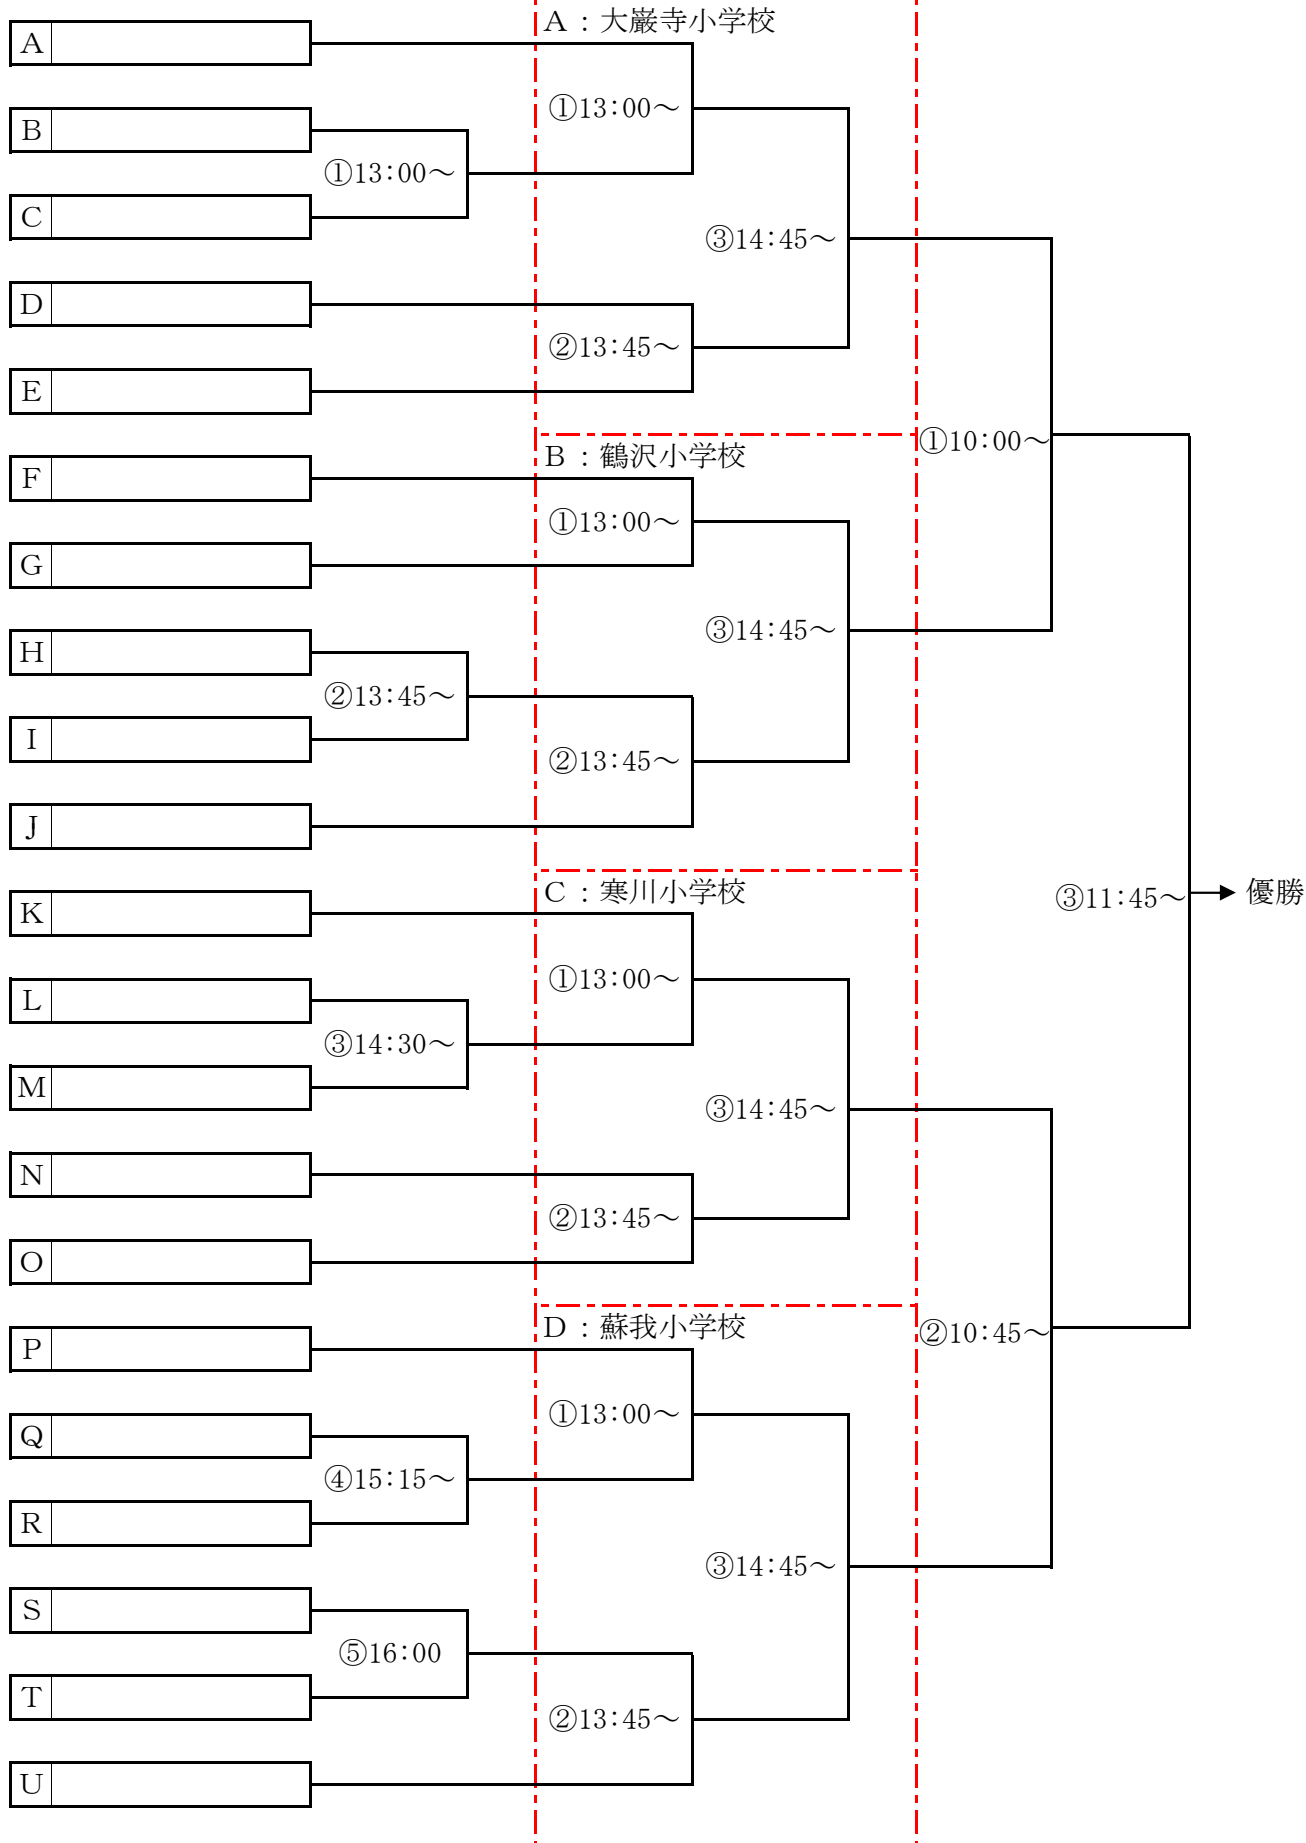 A：大巖寺小学校
A
①13：00～
B
①13：00～
C
③14：45～
D
②13：45～
E
①10：00～
B：鶴沢小学校
F
①13：00～
G
③14：45～
H
②13：45～
I
②13：45～
J
C：寒川小学校
③11：45～
優勝
K
①13：00～
L
③14：30～
M
③14：45～
N
②13：45～
O
D：蘇我小学校
②10：45～
P
①13：00～
Q
④15：15～
R
③14：45～
S
⑤16：00
T
②13：45～
U